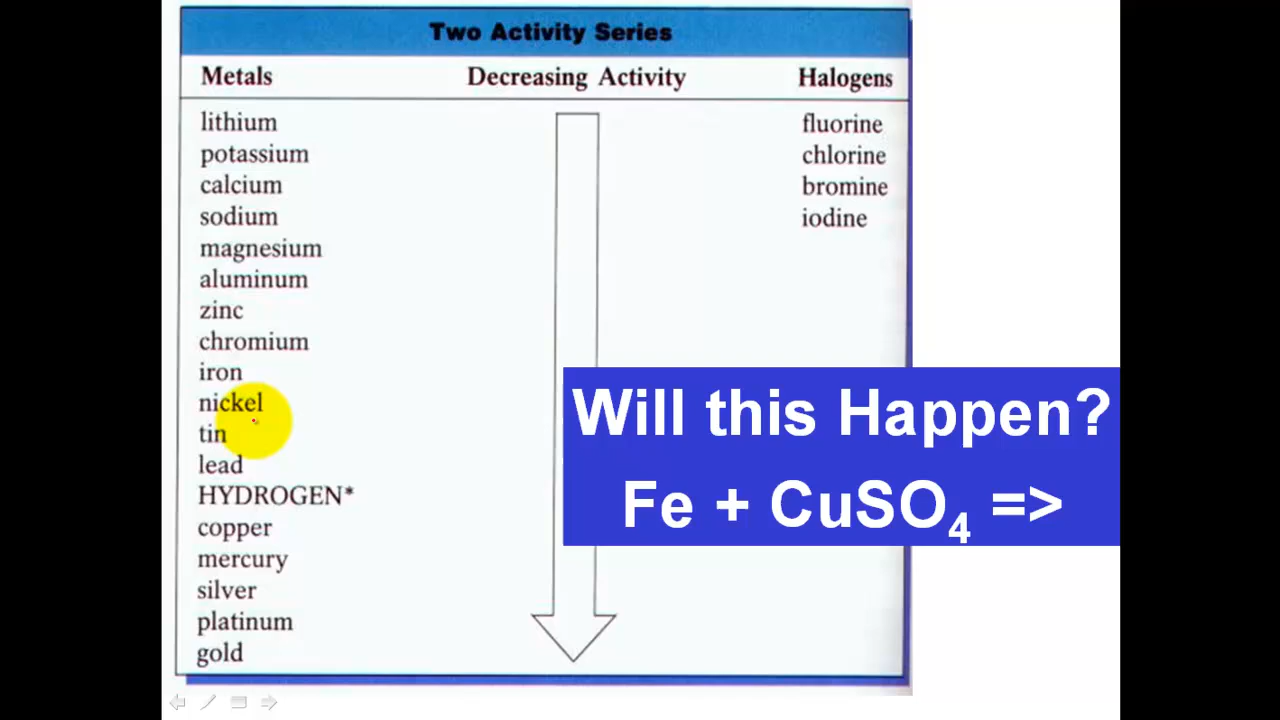 Two Activity Series
Metals Decreasing Activity Halogens
lithium fluorine
potassium chlorine
calcium bromine
sodium iodine
magnesium
aluminum
zinc
chromium
iron
nickel
tin
lead
HYDROGEN*
copper
mercury
silver
platinum
gold
Will this Happen?
Fe + CuSO₄ =>